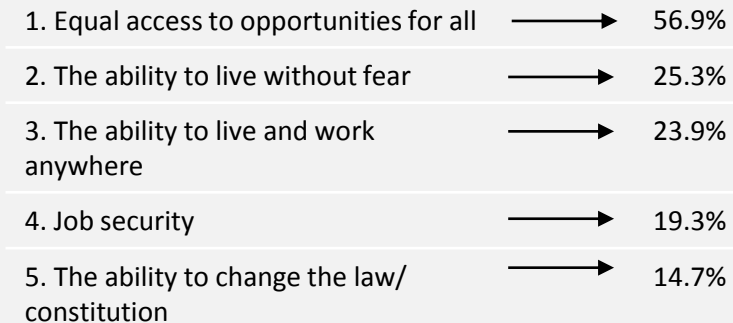 1. Equal access to opportunities for all 56.9%
2. The ability to live without fear 25.3%
3. The ability to live and work 23.9%
anywhere
4. Job security 19.3%
5. The ability to change the law/ 14.7%
constitution